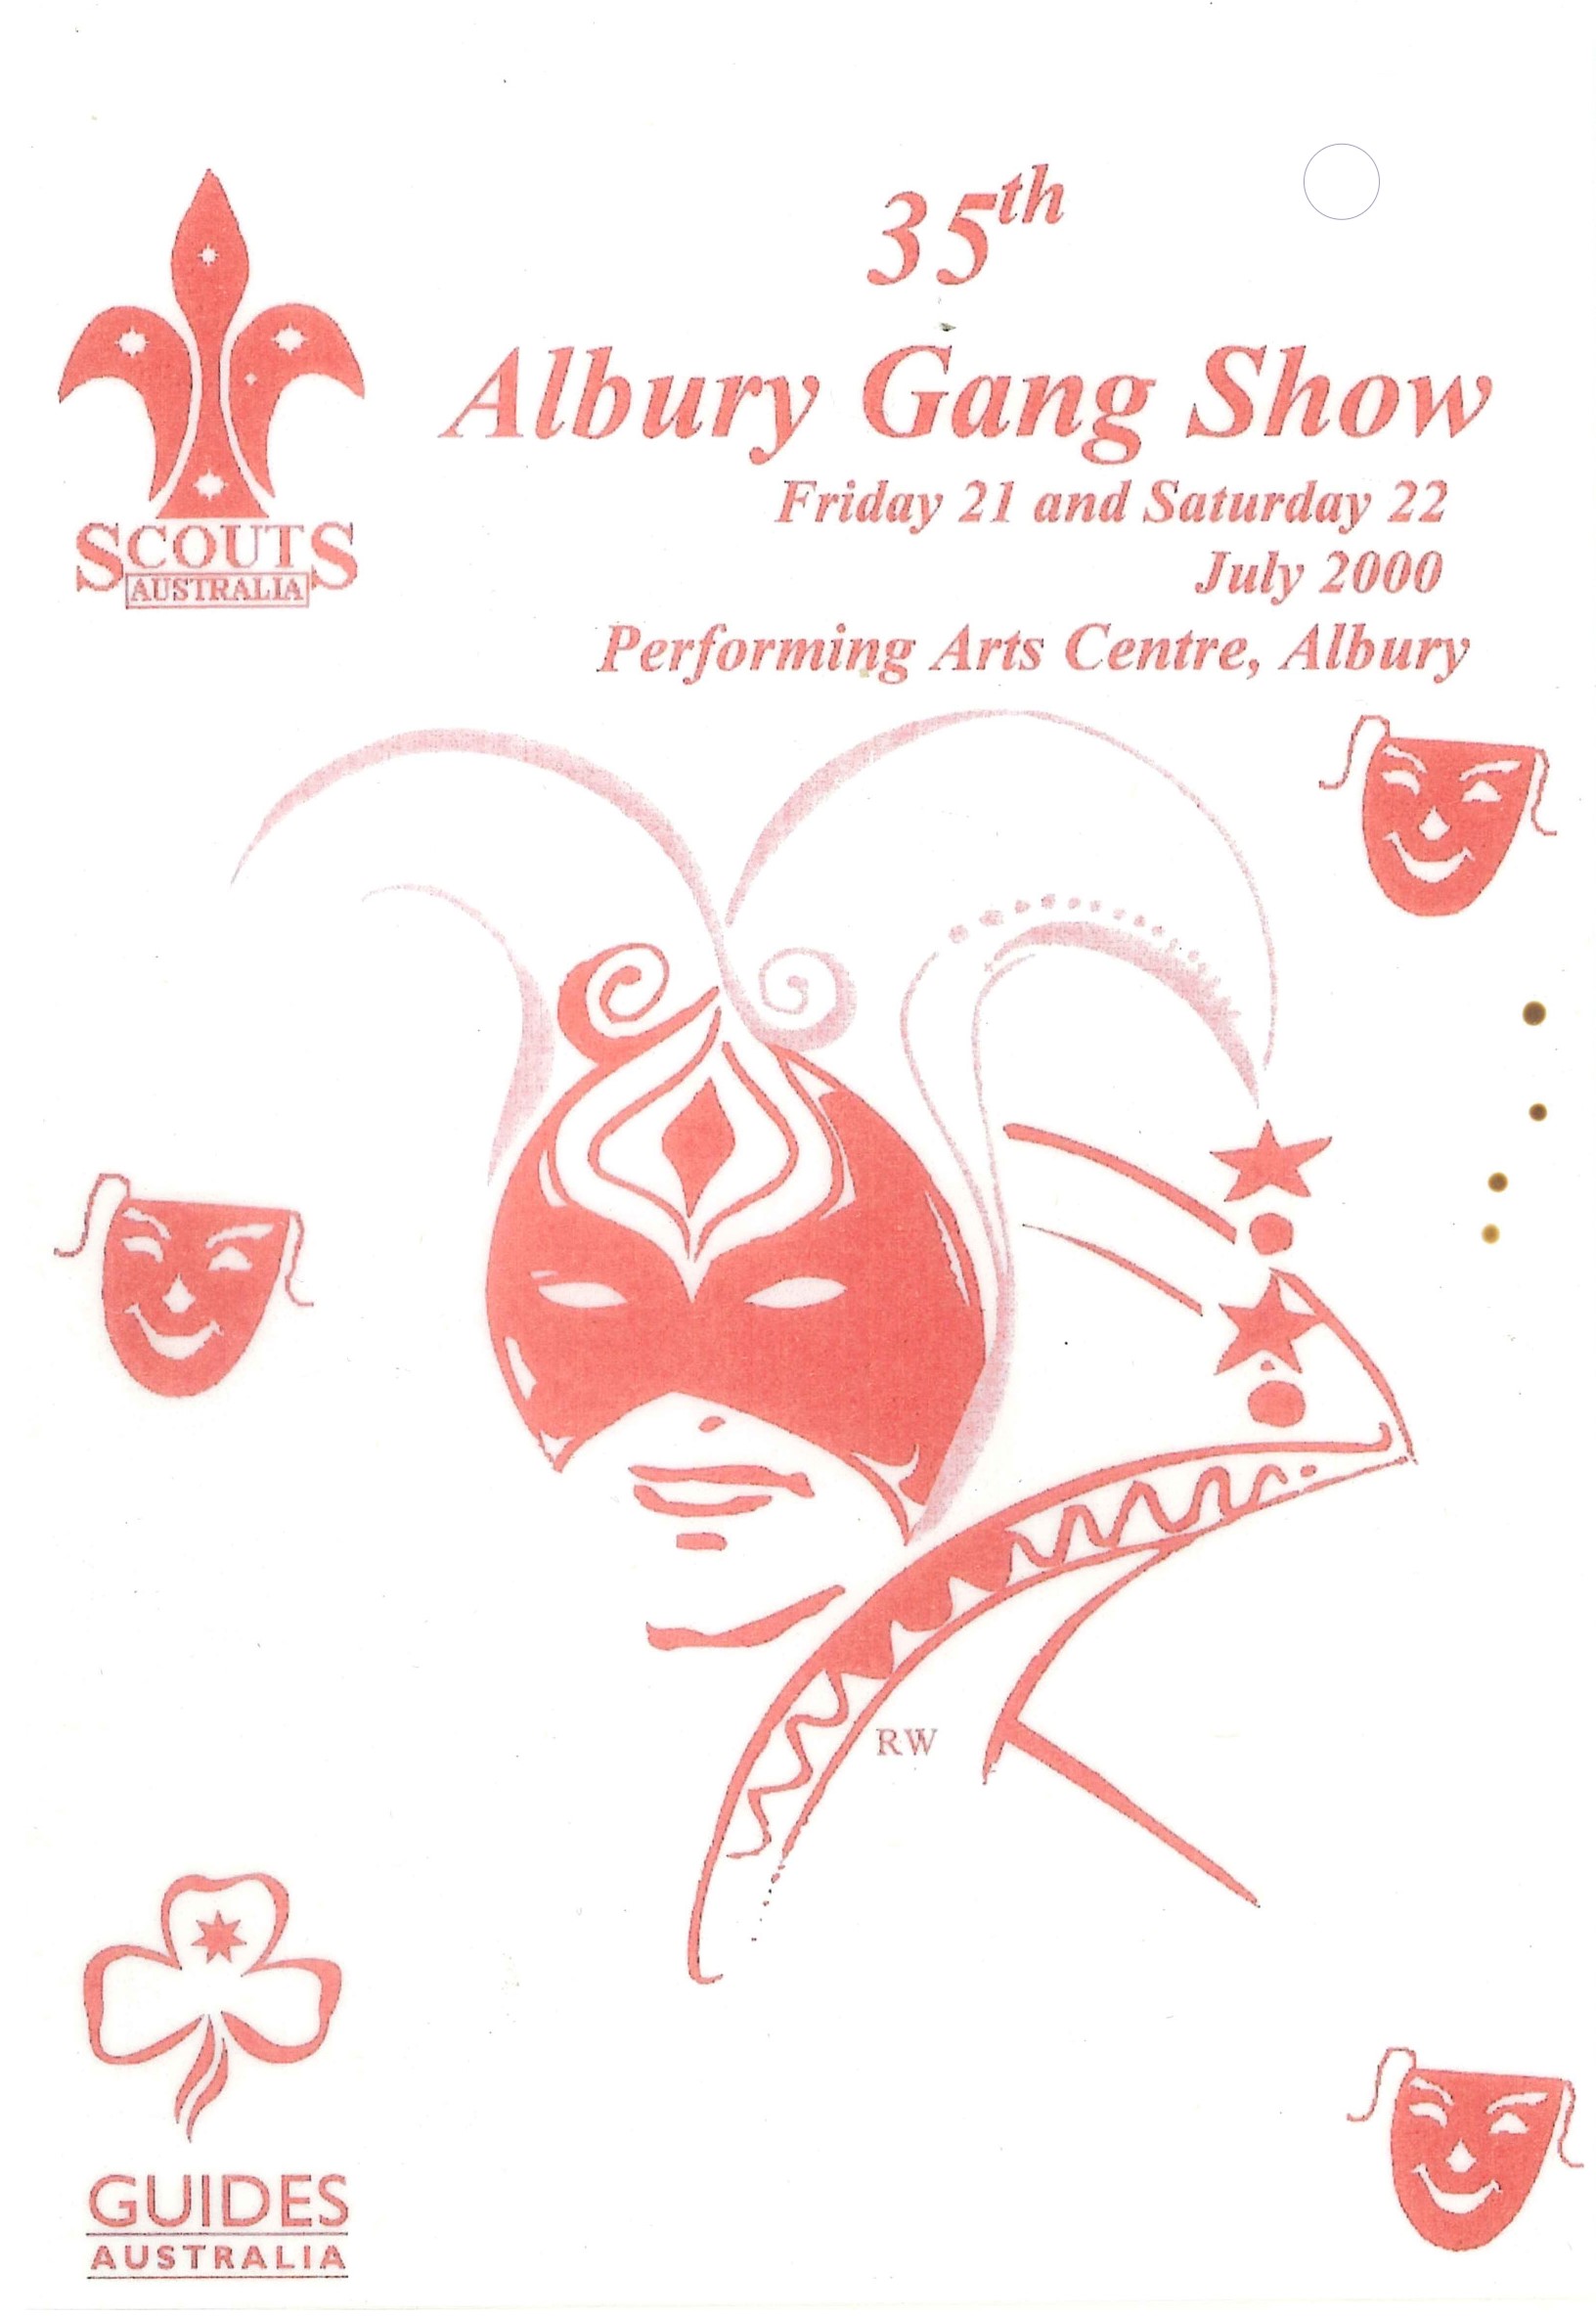 35th
Albury Gang Show
Friday 21 and Saturday 22
July 2000
Performing Arts Centre, Albury
SCOUTS
AUSTRALIA
RW
GUIDES
AUSTRALIA